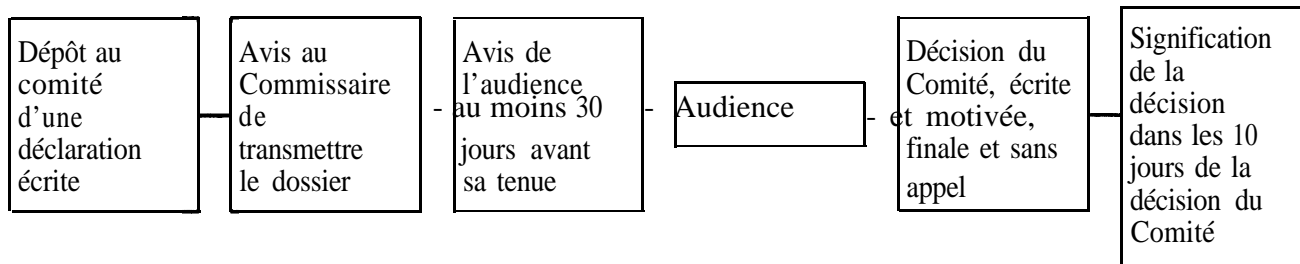 Dépôt au
comité
d'une
déclaration
écrite
Avis au
Commissaire
de
transmettre
le dossier
- Avis de
l'audience
au moins 30
jours avant
sa tenue
- Audience
- Décision du
Comité, écrite
et motivée,
finale et sans
appel
Signification
de la
décision
dans les 10
jours de la
décision du
Comité